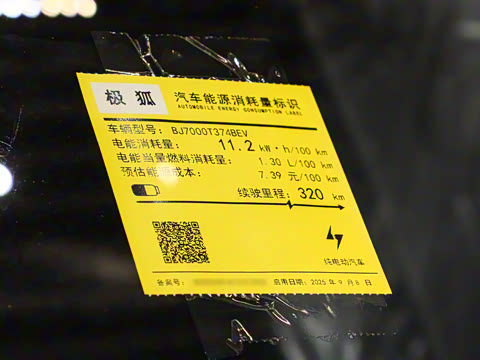 极狐 汽车能源消耗量标识
AUTOMOBILE ENERGY CONSUMPTION LABEL
车辆型号： BJ7000T374BEV
电能消耗量： 11.2 kW·h/100 km
电能当量燃料消耗量： 1.30 L/100 km
预估能源成本： 7.39 元/100 km
续驶里程： 320 km
纯电动汽车
备案号： 启用日期：2025 年 9 月 8 日